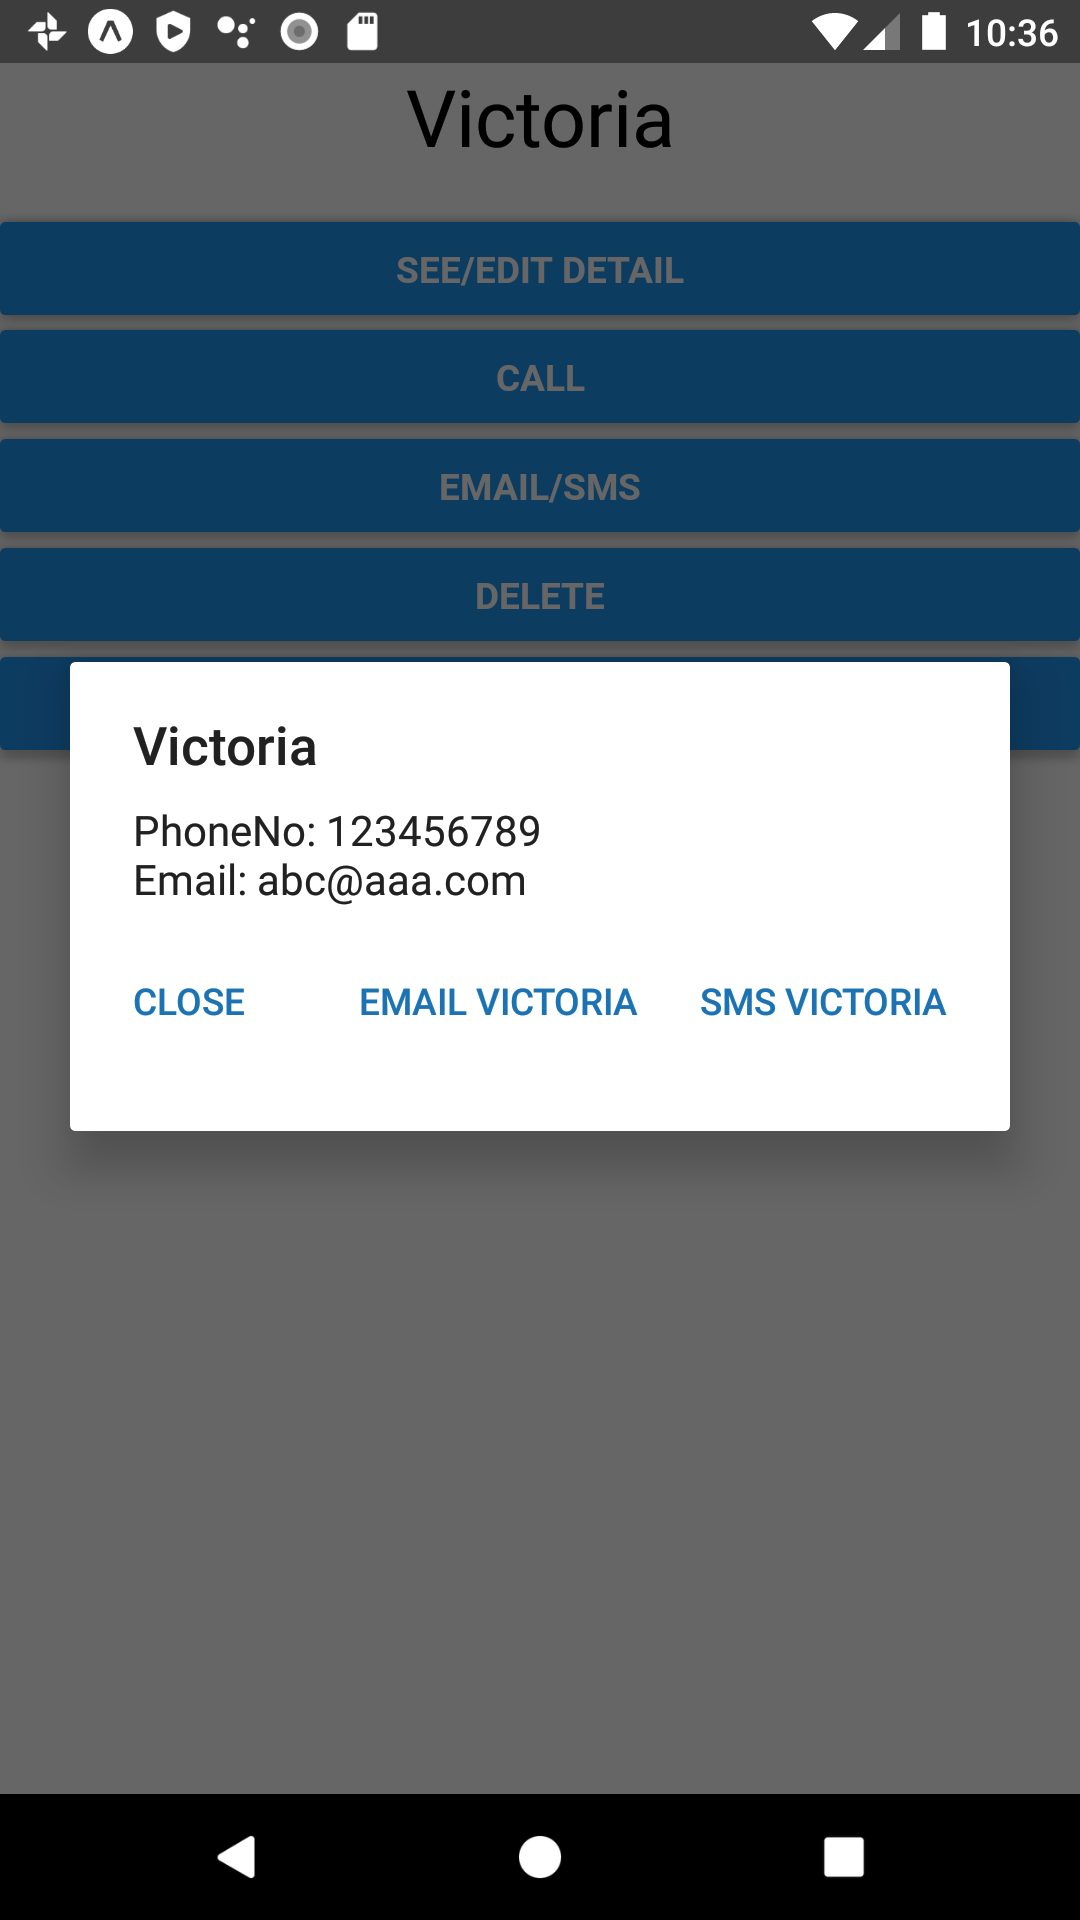 10:36
Victoria
SEE/EDIT DETAIL
CALL
EMAIL/SMS
DELETE
Victoria
PhoneNo: 123456789
Email: abc@aaa.com
CLOSE EMAIL VICTORIA SMS VICTORIA